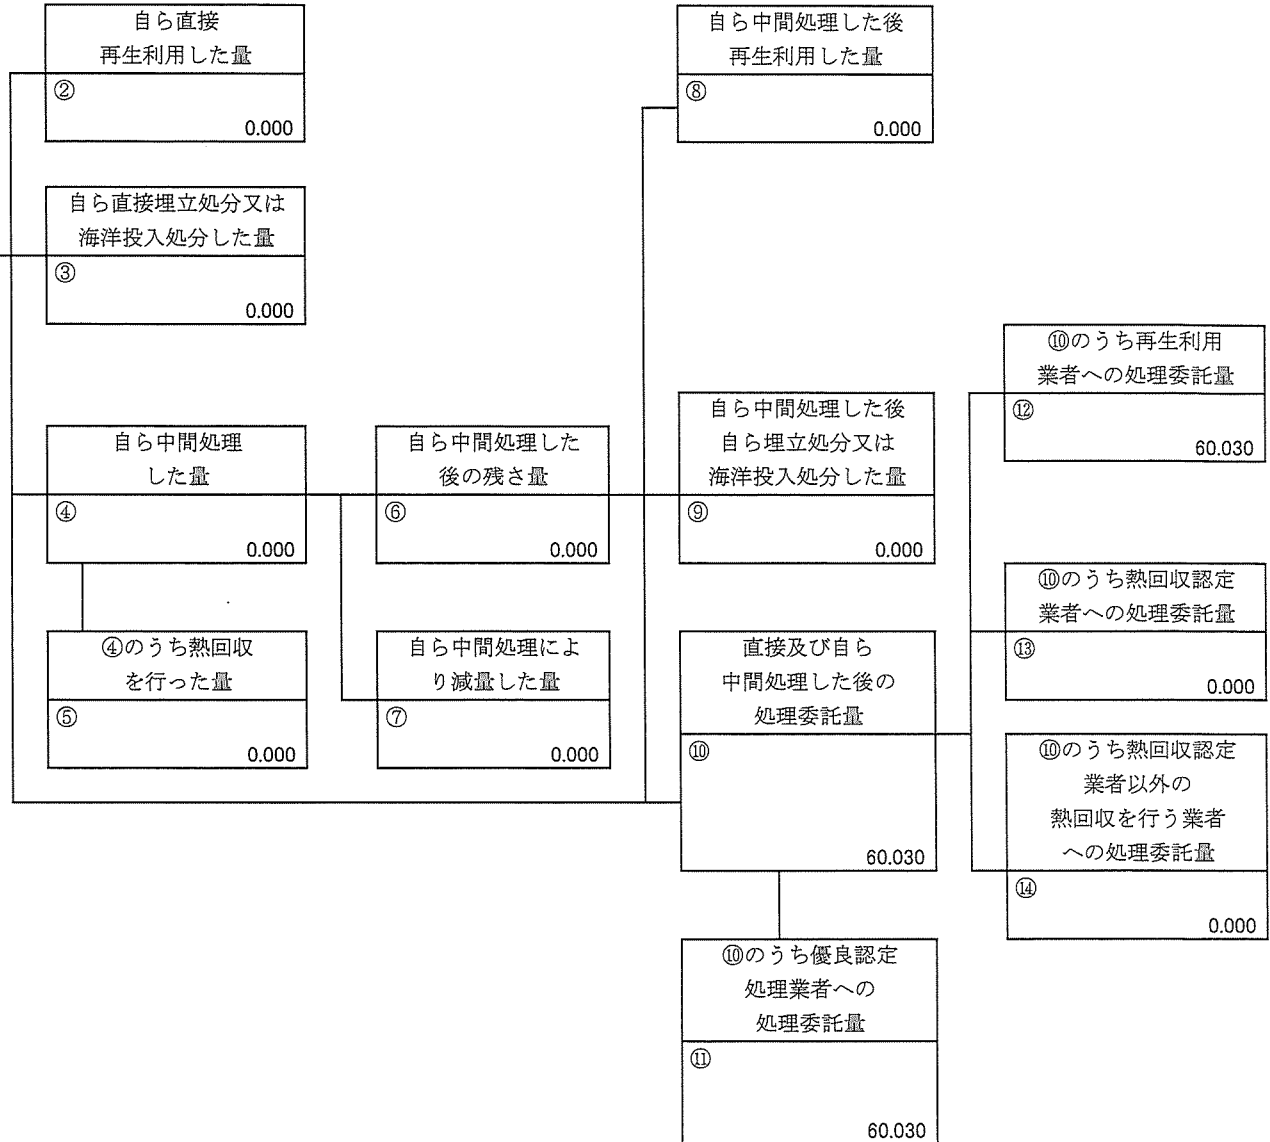 自ら直接
再生利用した量
②
0.000
自ら直接埋立処分又は
海洋投入処分した量
③
0.000
自ら中間処理
した量
④
0.000
④のうち熱回収
を行った量
⑤
0.000
自ら中間処理した
後の残さ量
⑥
0.000
自ら中間処理によ
り減量した量
⑦
0.000
自ら中間処理した後
再生利用した量
⑧
0.000
自ら中間処理した後
自ら埋立処分又は
海洋投入処分した量
⑨
0.000
直接及び自ら
中間処理した後の
処理委託量
⑩
60.030
⑩のうち優良認定
処理業者への
処理委託量
⑪
60.030
⑩のうち再生利用
業者への処理委託量
⑫
60.030
⑩のうち熱回収認定
業者への処理委託量
⑬
0.000
⑩のうち熱回収認定
業者以外の
熱回収を行う業者
への処理委託量
⑭
0.000